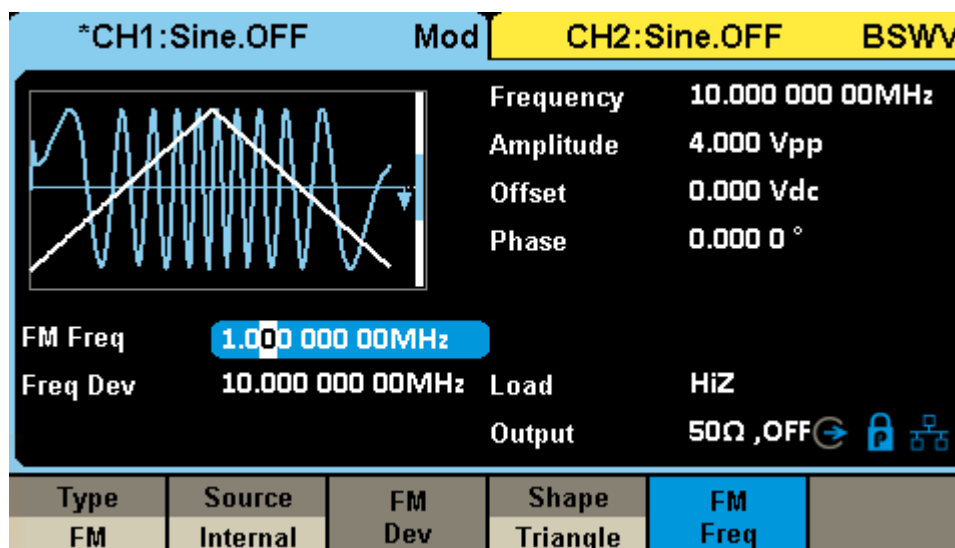 *CH1:Sine.OFF Mod CH2:Sine.OFF BSWV
Frequency 10.000 000 00MHz
Amplitude 4.000 Vpp
Offset 0.000 Vdc
Phase 0.000 0 °
FM Freq 1.000 000 00MHz
Freq Dev 10.000 000 00MHz Load HiZ
Output 50Ω ,OFF P
Type Source FM Shape FM
FM Internal Dev Triangle Freq